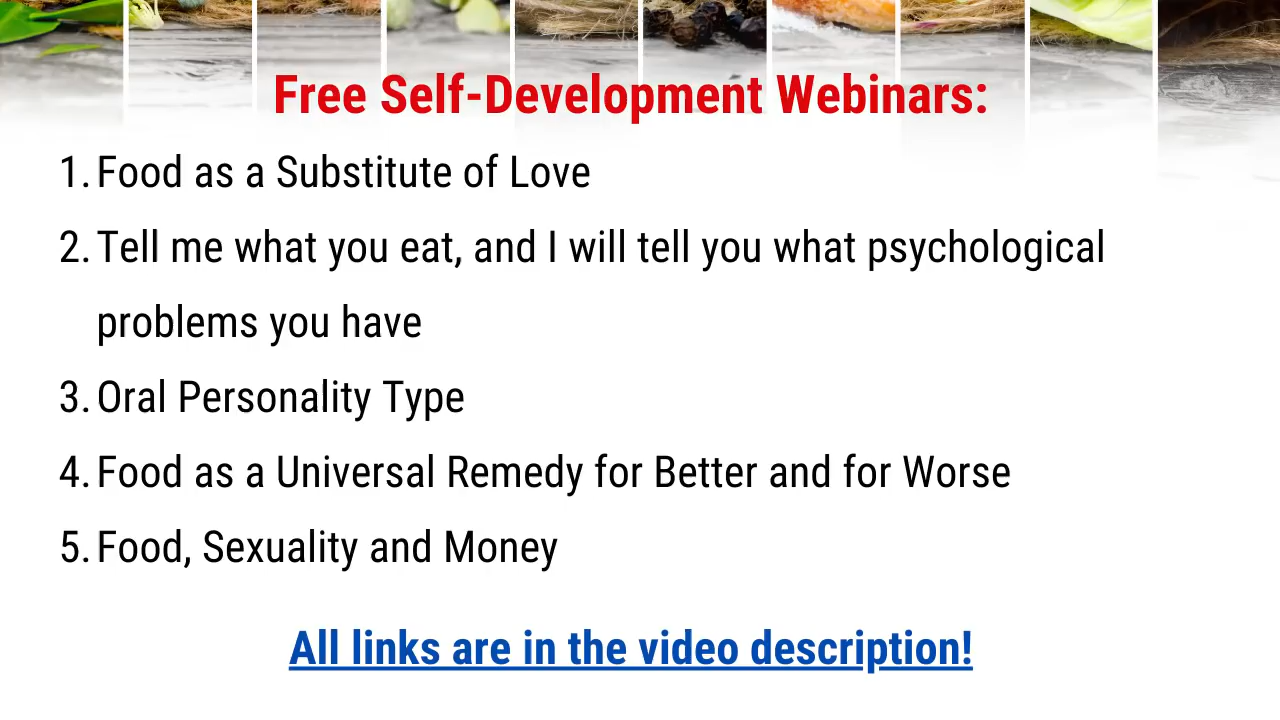 Free Self-Development Webinars:
1. Food as a Substitute of Love
2. Tell me what you eat, and I will tell you what psychological
problems you have
3. Oral Personality Type
4. Food as a Universal Remedy for Better and for Worse
5. Food, Sexuality and Money
All links are in the video description!